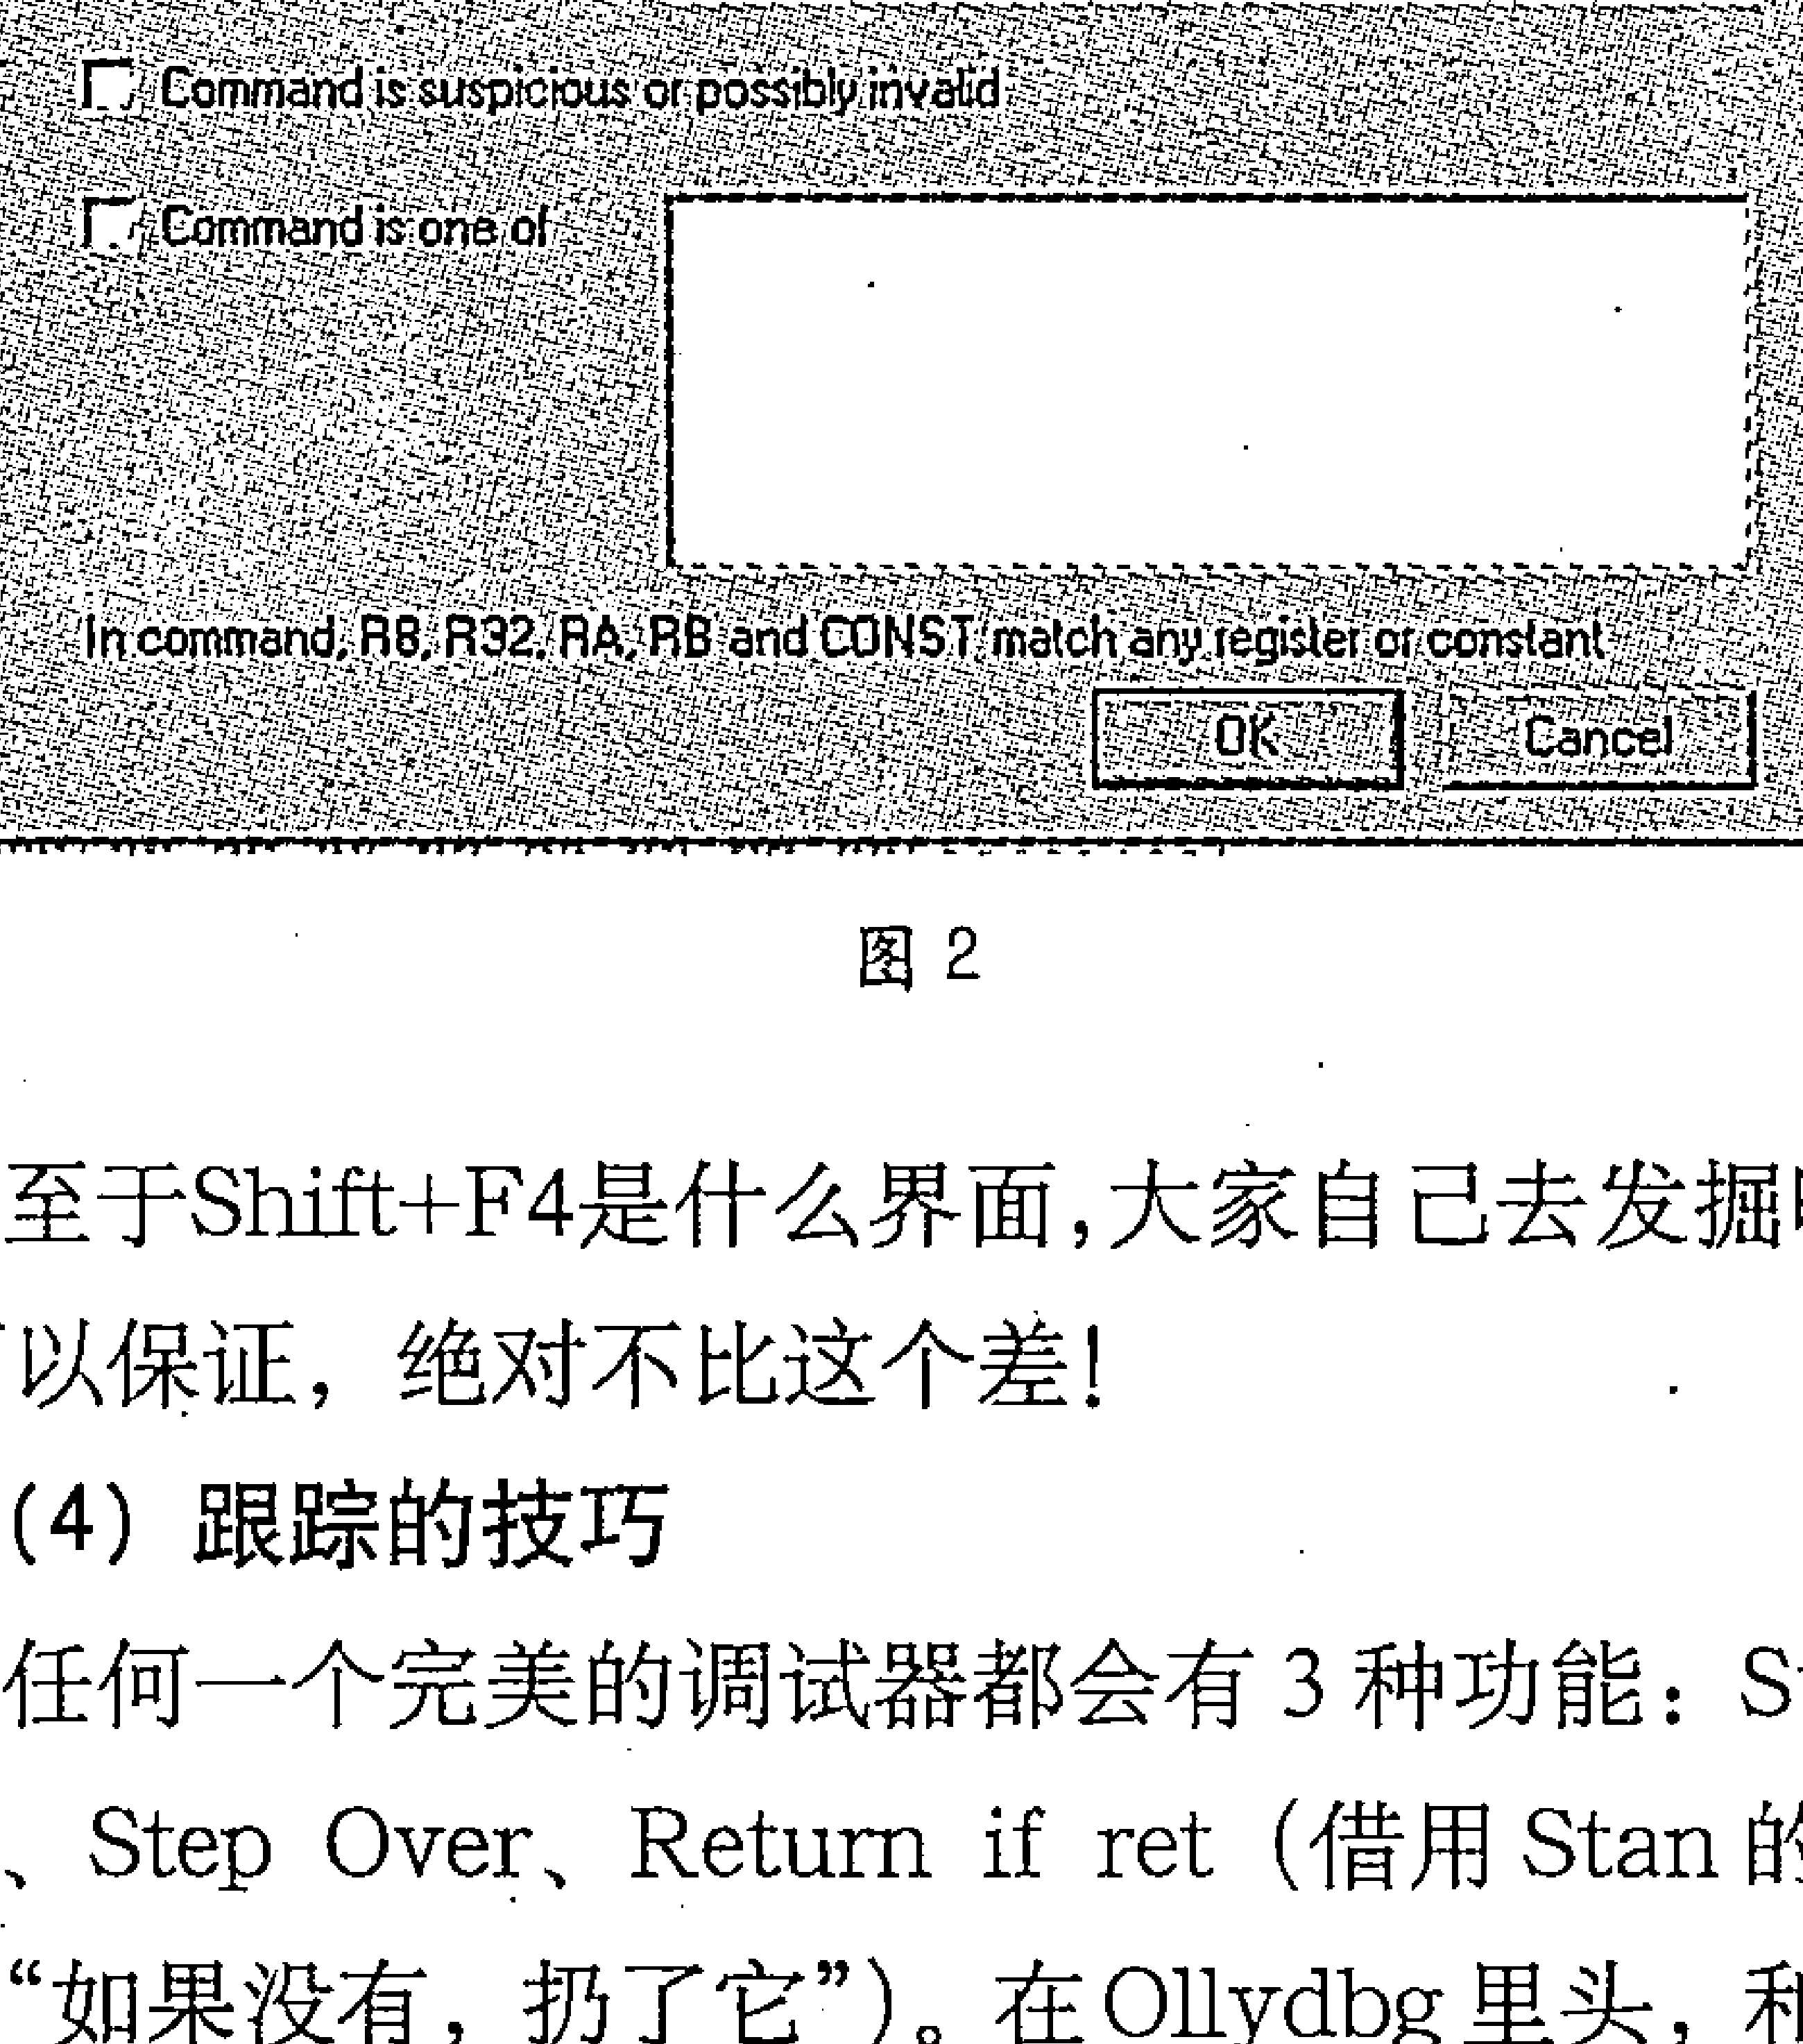 Command is suspicious or possibly invalid
Command is one of
In command, R8, R32, RA, RB and CONST match any register or constant
OK Cancel
图 2
至于Shift+F4是什么界面，大家自己去发掘
以保证，绝对不比这个差！
（4）跟踪的技巧
任何一个完美的调试器都会有 3 种功能：S
、Step Over、Return if ret（借用 Stan 的
“如果没有，扔了它”）。在 Ollydbg 里头，